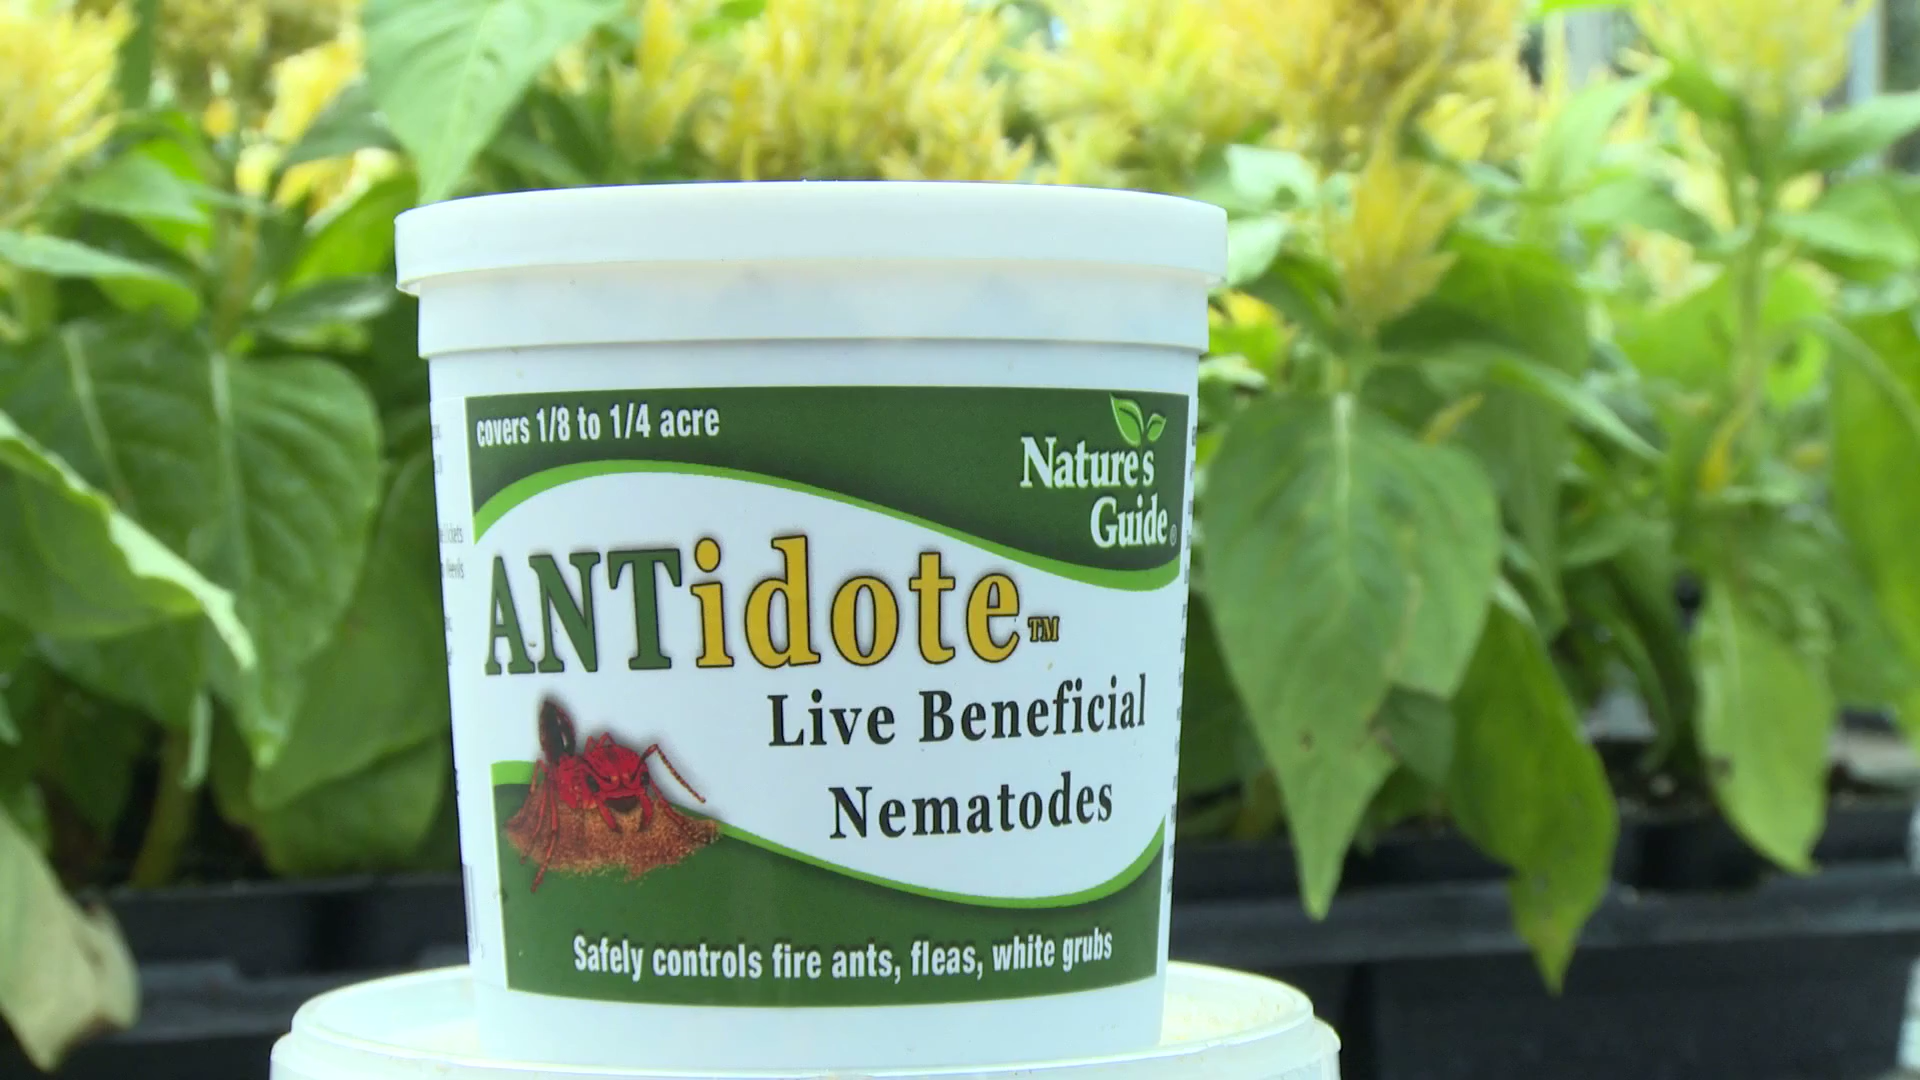 covers 1/8 to 1/4 acre
Nature's
Guide®
ANTidote™
Live Beneficial
Nematodes
Safely controls fire ants, fleas, white grubs